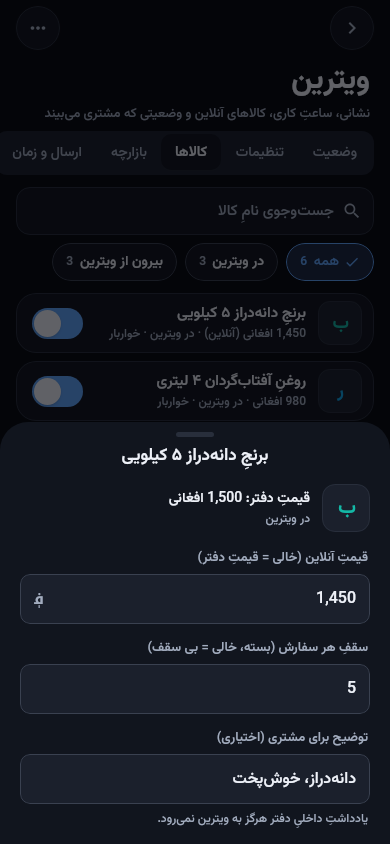 ویترین
نشانی، ساعتِ کاری، کالاهای آنلاین و وضعیتی که مشتری می‌بیند
وضعیت تنظیمات کالاها بازارچه ارسال و زمان
جست‌وجوی نامِ کالا
همه 6 در ویترین 3 بیرون از ویترین 3
ب
برنجِ دانه‌دراز ۵ کیلویی
1,450 افغانی (آنلاین) · در ویترین · خواربار
ر
روغنِ آفتاب‌گردان ۴ لیتری
980 افغانی · در ویترین · خواربار
برنجِ دانه‌دراز ۵ کیلویی
ب
قیمتِ دفتر: 1,500 افغانی
در ویترین
قیمتِ آنلاین (خالی = قیمتِ دفتر)
1,450 ؋
سقفِ هر سفارش (بسته، خالی = بی سقف)
5
توضیح برای مشتری (اختیاری)
دانه‌دراز، خوش‌پخت
یادداشتِ داخلیِ دفتر هرگز به ویترین نمی‌رود.